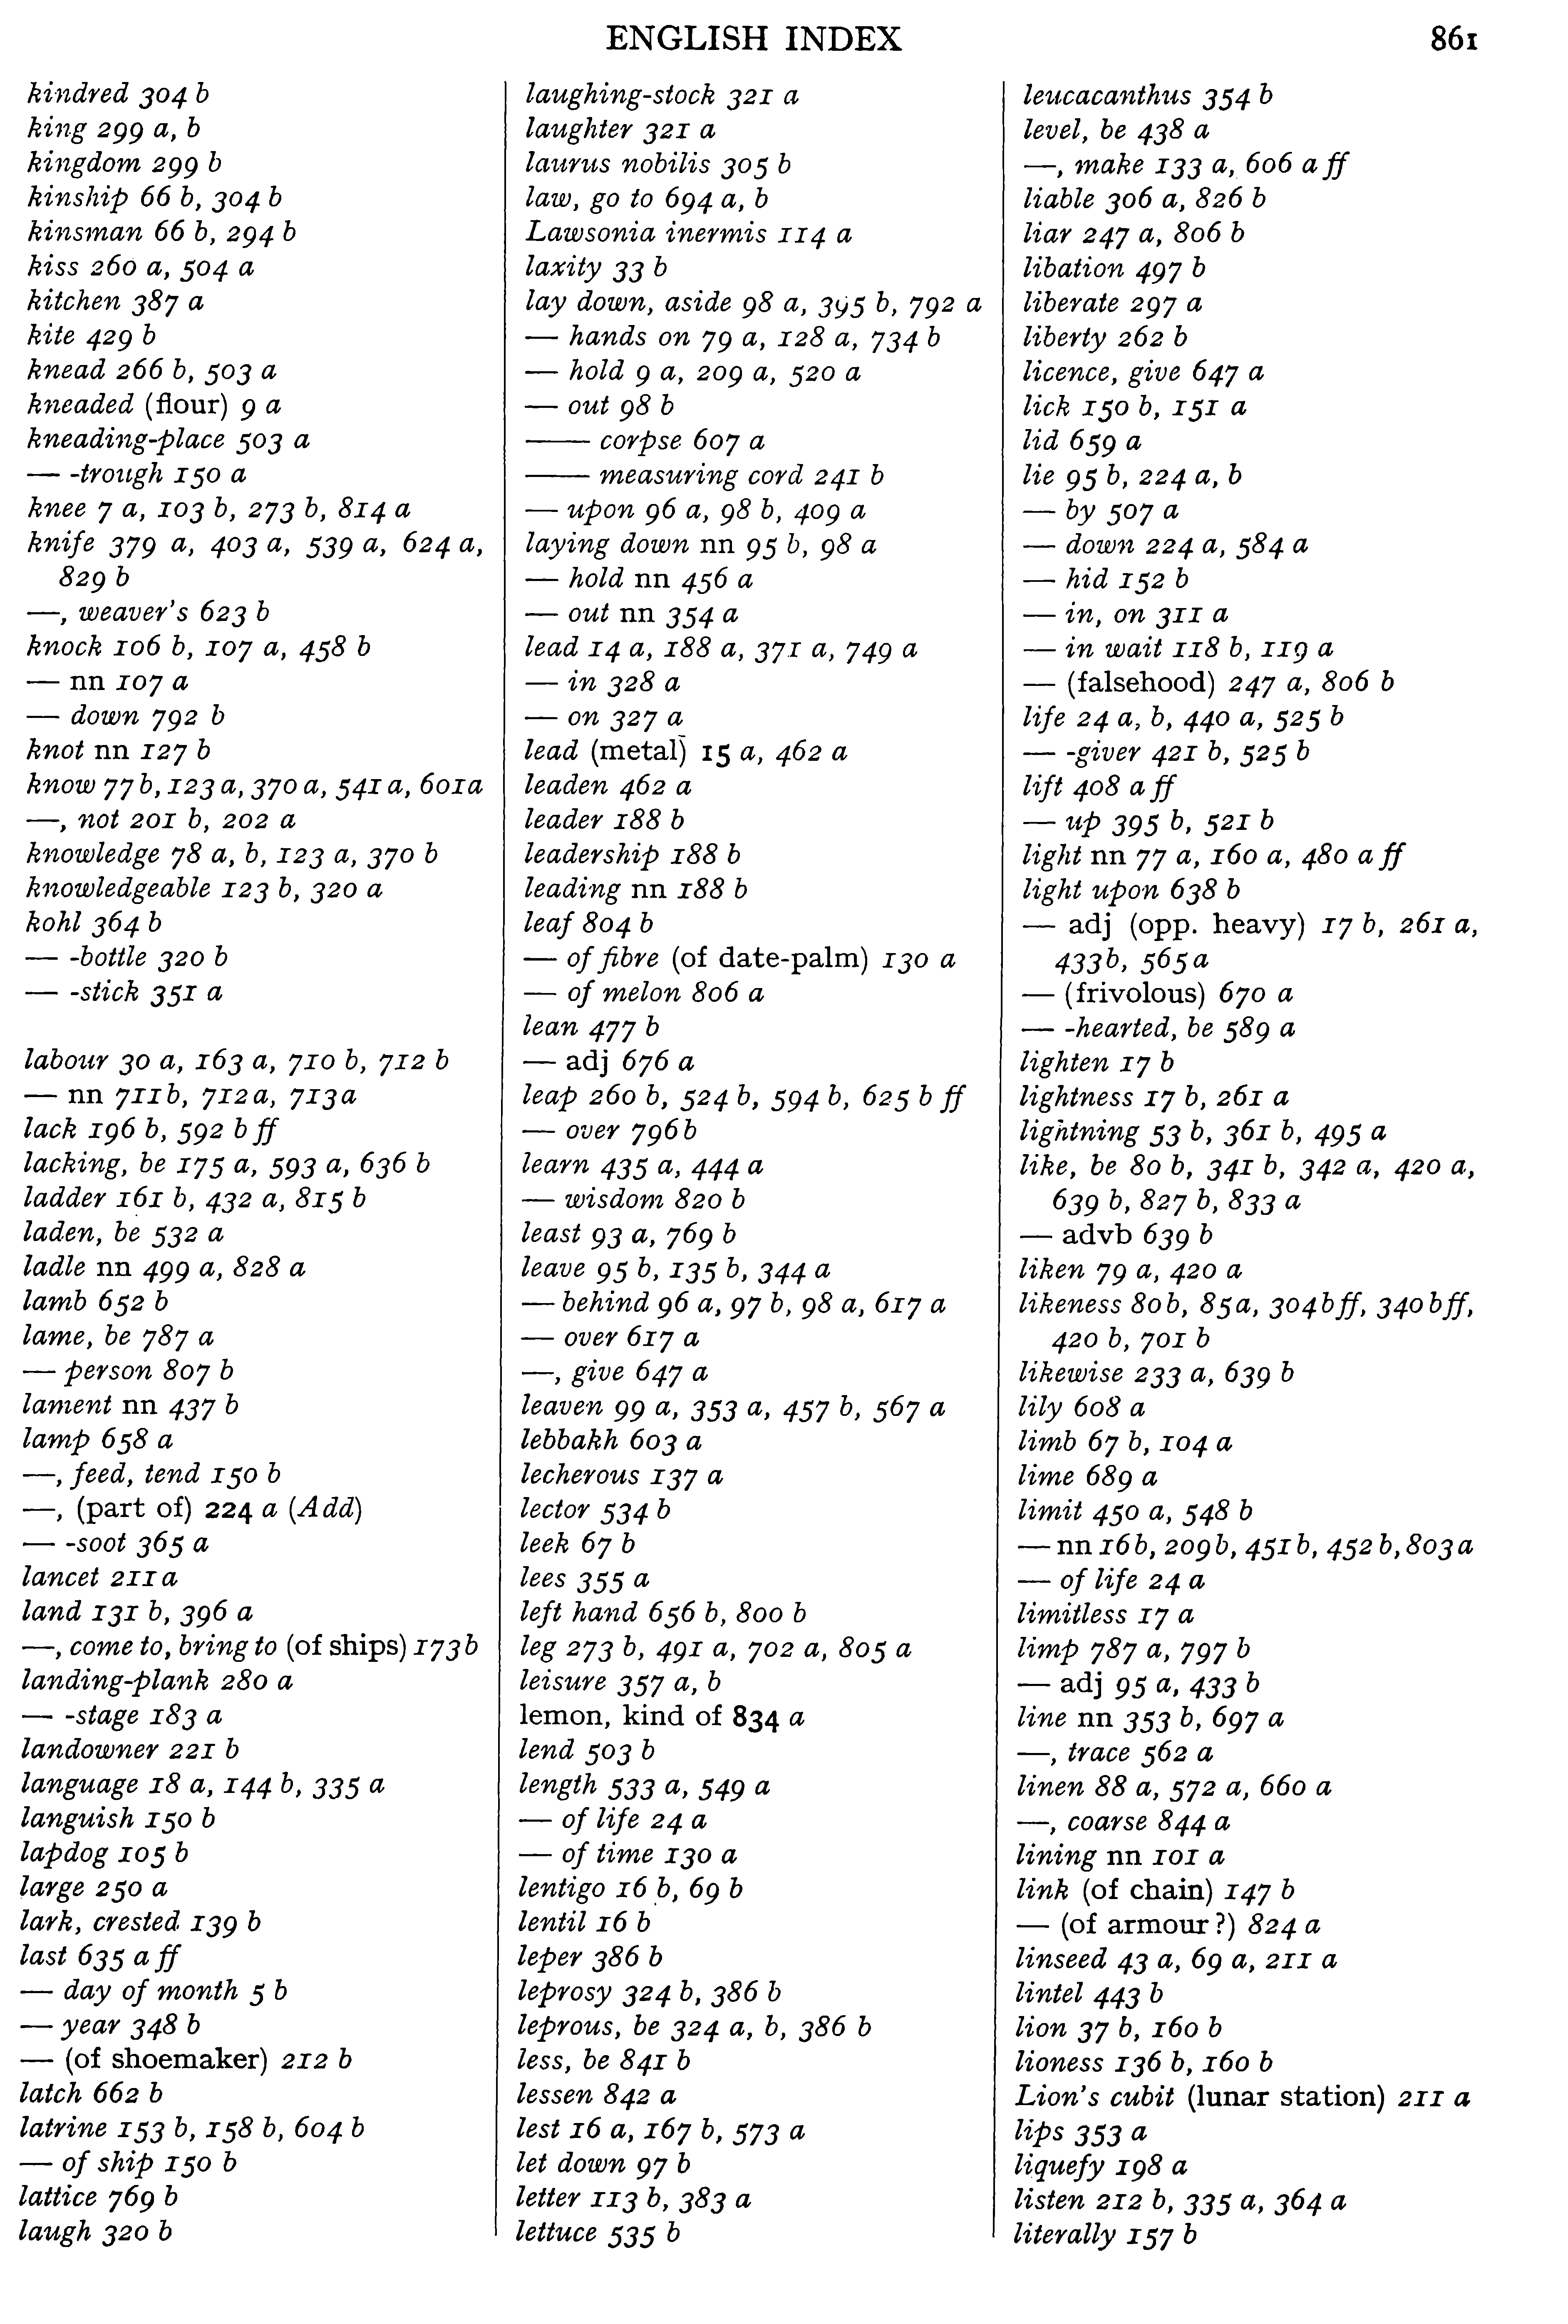 ENGLISH INDEX 861
kindred 304 b
king 299 a, b
kingdom 299 b
kinship 66 b, 304 b
kinsman 66 b, 294 b
kiss 260 a, 504 a
kitchen 387 a
kite 429 b
knead 266 b, 503 a
kneaded (flour) 9 a
kneading-place 503 a
— -trough 150 a
knee 7 a, 103 b, 273 b, 814 a
knife 379 a, 403 a, 539 a, 624 a,
829 b
—, weaver's 623 b
knock 106 b, 107 a, 458 b
— nn 107 a
— down 792 b
knot nn 127 b
know 77 b, 123 a, 370 a, 541 a, 601 a
—, not 201 b, 202 a
knowledge 78 a, b, 123 a, 370 b
knowledgeable 123 b, 320 a
kohl 364 b
— -bottle 320 b
— -stick 351 a
labour 30 a, 163 a, 710 b, 712 b
— nn 711 b, 712 a, 713 a
lack 196 b, 592 b ff
lacking, be 175 a, 593 a, 636 b
ladder 161 b, 432 a, 815 b
laden, be 532 a
ladle nn 499 a, 828 a
lamb 652 b
lame, be 787 a
— person 807 b
lament nn 437 b
lamp 658 a
—, feed, tend 150 b
—, (part of) 224 a (Add)
— -soot 365 a
lancet 211 a
land 131 b, 396 a
—, come to, bring to (of ships) 173 b
landing-plank 280 a
— -stage 183 a
landowner 221 b
language 18 a, 144 b, 335 a
languish 150 b
lapdog 105 b
large 250 a
lark, crested 139 b
last 635 a ff
— day of month 5 b
— year 348 b
— (of shoemaker) 212 b
latch 662 b
latrine 153 b, 158 b, 604 b
— of ship 150 b
lattice 769 b
laugh 320 b
laughing-stock 321 a
laughter 321 a
laurus nobilis 305 b
law, go to 694 a, b
Lawsonia inermis 114 a
laxity 33 b
lay down, aside 98 a, 395 b, 792 a
— hands on 79 a, 128 a, 734 b
— hold 9 a, 209 a, 520 a
— out 98 b
—— corpse 607 a
—— measuring cord 241 b
— upon 96 a, 98 b, 409 a
laying down nn 95 b, 98 a
— hold nn 456 a
— out nn 354 a
lead 14 a, 188 a, 371 a, 749 a
— in 328 a
— on 327 a
lead (metal) 15 a, 462 a
leaden 462 a
leader 188 b
leadership 188 b
leading nn 188 b
leaf 804 b
— of fibre (of date-palm) 130 a
— of melon 806 a
lean 477 b
— adj 676 a
leap 260 b, 524 b, 594 b, 625 b ff
— over 796 b
learn 435 a, 444 a
— wisdom 820 b
least 93 a, 769 b
leave 95 b, 135 b, 344 a
— behind 96 a, 97 b, 98 a, 617 a
— over 617 a
—, give 647 a
leaven 99 a, 353 a, 457 b, 567 a
lebbakh 603 a
lecherous 137 a
lector 534 b
leek 67 b
lees 355 a
left hand 656 b, 800 b
leg 273 b, 491 a, 702 a, 805 a
leisure 357 a, b
lemon, kind of 834 a
lend 503 b
length 533 a, 549 a
— of life 24 a
— of time 130 a
lentigo 16 b, 69 b
lentil 16 b
leper 386 b
leprosy 324 b, 386 b
leprous, be 324 a, b, 386 b
less, be 841 b
lessen 842 a
lest 16 a, 167 b, 573 a
let down 97 b
letter 113 b, 383 a
lettuce 535 b
leucacanthus 354 b
level, be 438 a
—, make 133 a, 606 a ff
liable 306 a, 826 b
liar 247 a, 806 b
libation 497 b
liberate 297 a
liberty 262 b
licence, give 647 a
lick 150 b, 151 a
lid 659 a
lie 95 b, 224 a, b
— by 507 a
— down 224 a, 584 a
— hid 152 b
— in, on 311 a
— in wait 118 b, 119 a
— (falsehood) 247 a, 806 b
life 24 a, b, 440 a, 525 b
— -giver 421 b, 525 b
lift 408 a ff
— up 395 b, 521 b
light nn 77 a, 160 a, 480 a ff
light upon 638 b
— adj (opp. heavy) 17 b, 261 a,
433 b, 565 a
— (frivolous) 670 a
— -hearted, be 589 a
lighten 17 b
lightness 17 b, 261 a
lightning 53 b, 361 b, 495 a
like, be 80 b, 341 b, 342 a, 420 a,
639 b, 827 b, 833 a
— advb 639 b
liken 79 a, 420 a
likeness 80 b, 85 a, 304 b ff, 340 b ff,
420 b, 701 b
likewise 233 a, 639 b
lily 608 a
limb 67 b, 104 a
lime 689 a
limit 450 a, 548 b
— nn 16 b, 209 b, 451 b, 452 b, 803 a
— of life 24 a
limitless 17 a
limp 787 a, 797 b
— adj 95 a, 433 b
line nn 353 b, 697 a
—, trace 562 a
linen 88 a, 572 a, 660 a
—, coarse 844 a
lining nn 101 a
link (of chain) 147 b
— (of armour?) 824 a
linseed 43 a, 69 a, 211 a
lintel 443 b
lion 37 b, 160 b
lioness 136 b, 160 b
Lion's cubit (lunar station) 211 a
lips 353 a
liquefy 198 a
listen 212 b, 335 a, 364 a
literally 157 b